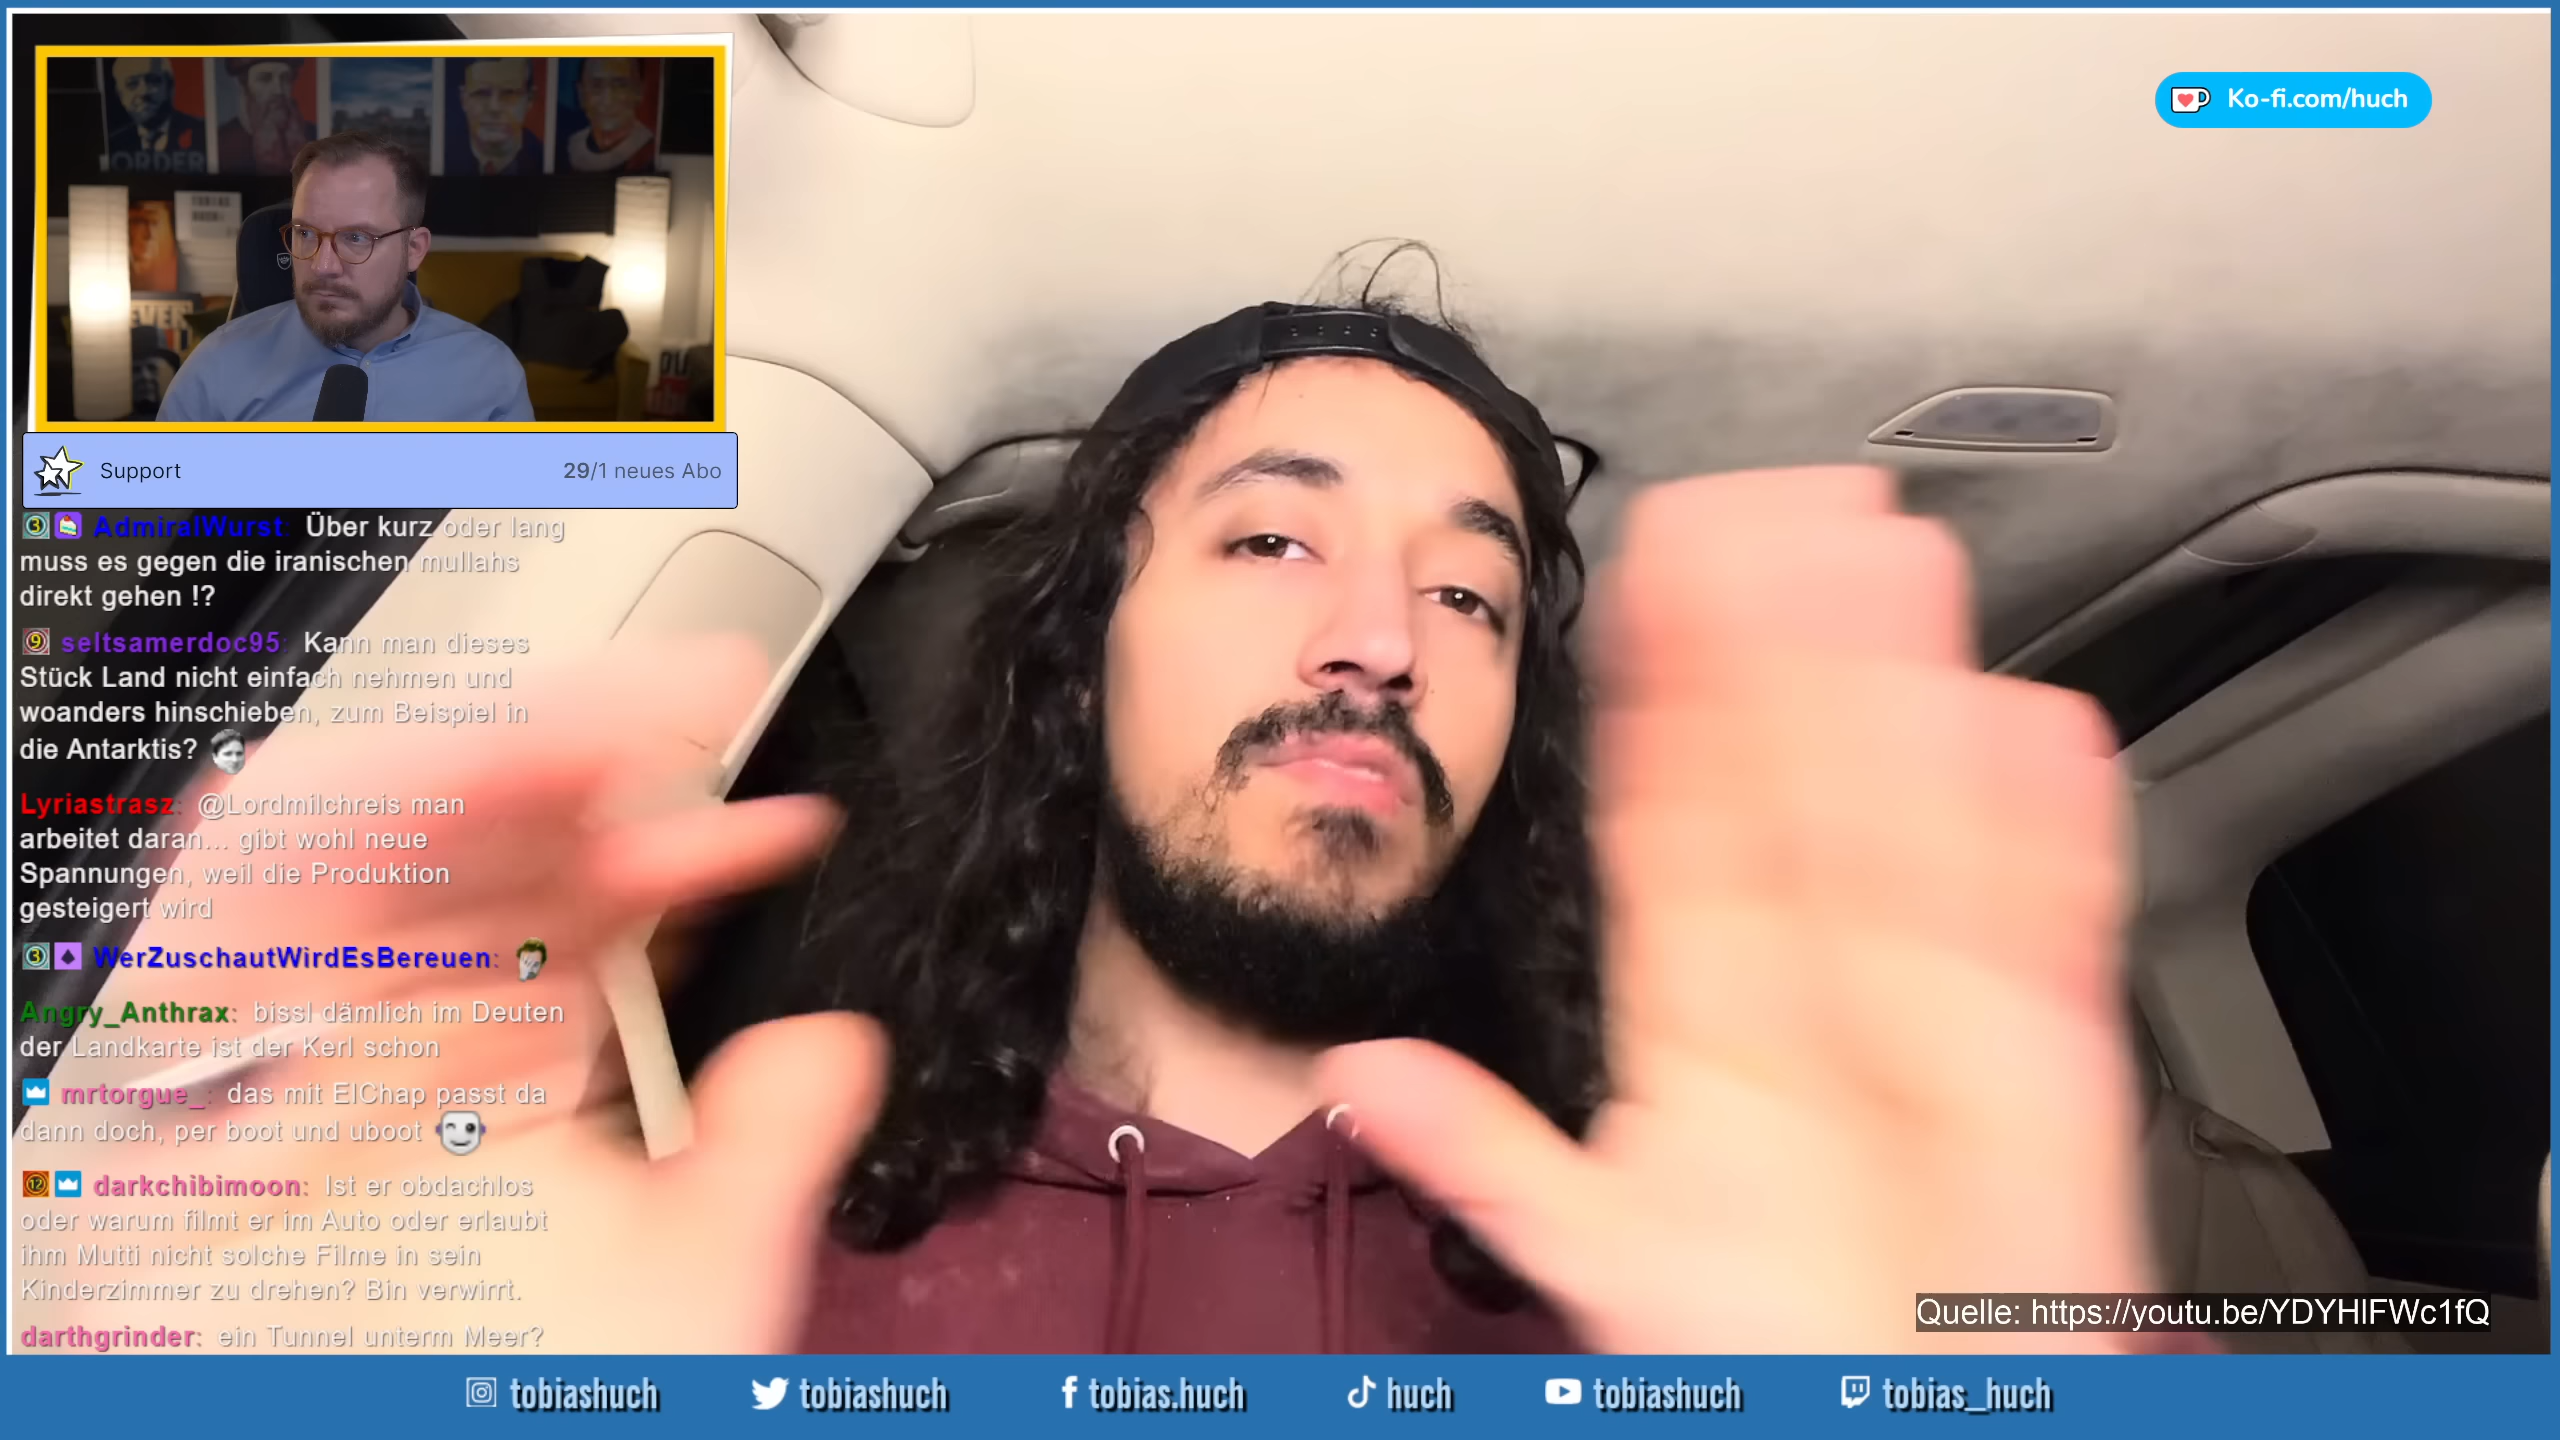 ORDER
Ko-fi.com/huch
Support
29/1 neues Abo
AdmiralWurst: Über kurz oder lang
muss es gegen die iranischen mullahs
direkt gehen !?
seltsamerdoc95: Kann man dieses
Stück Land nicht einfach nehmen und
woanders hinschieben, zum Beispiel in
die Antarktis?
Lyriastrasz: @Lordmilchreis man
arbeitet daran... gibt wohl neue
Spannungen, weil die Produktion
gesteigert wird
WerZuschautWirdEsBereuen:
Angry_Anthrax: bissl dämlich im Deuten
der Landkarte ist der Kerl schon
mrtorgue_: das mit ElChap passt da
dann doch, per boot und uboot
darkchibimoon: Ist er obdachlos
oder warum filmt er im Auto oder erlaubt
ihm Mutti nicht solche Filme in sein
Kinderzimmer zu drehen? Bin verwirrt.
darthgrinder: ein Tunnel unterm Meer?
Quelle: https://youtu.be/YDYHlFWc1fQ
tobiashuch
tobiashuch
tobias.huch
huch
tobiashuch
tobias_huch